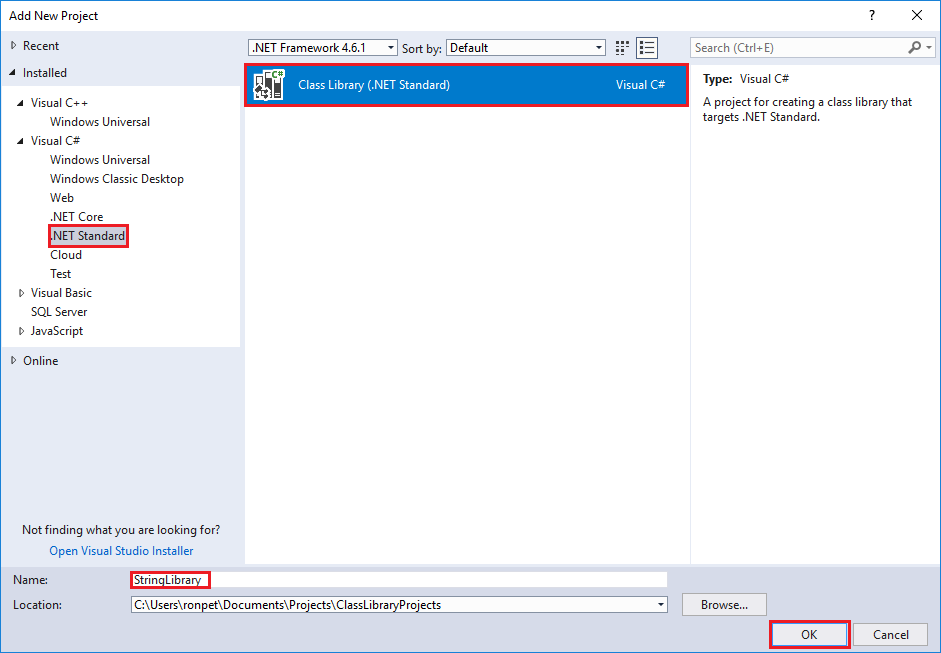 Add New Project
?
Recent
.NET Framework 4.6.1 Sort by: Default
Search (Ctrl+E)
Installed
Visual C++
Windows Universal
Visual C#
Windows Universal
Windows Classic Desktop
Web
.NET Core
.NET Standard
Cloud
Test
Visual Basic
SQL Server
JavaScript
Online
Not finding what you are looking for?
Open Visual Studio Installer
C#
Class Library (.NET Standard) Visual C#
Type: Visual C#
A project for creating a class library that
targets .NET Standard.
Name: StringLibrary
Location: C:\Users\ronpet\Documents\Projects\ClassLibraryProjects
Browse...
OK Cancel